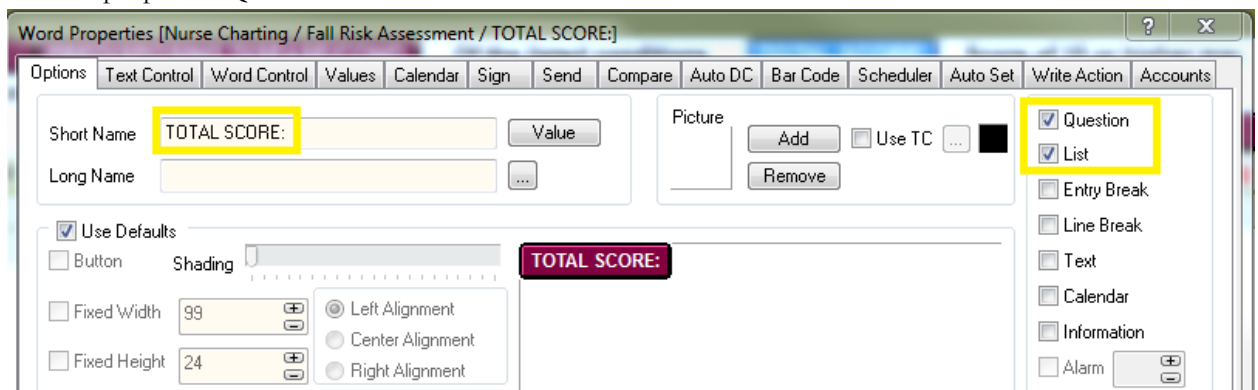 Word Properties [Nurse Charting / Fall Risk Assessment / TOTAL SCORE:]
? X
Options Text Control Word Control Values Calendar Sign Send Compare Auto DC Bar Code Scheduler Auto Set Write Action Accounts
Short Name TOTAL SCORE: Value
Long Name ...
Picture
Add Use TC ...
Remove
Question
List
Entry Break
Line Break
Text
Calendar
Information
Alarm
Use Defaults
Button Shading
Fixed Width 99
Fixed Height 24
Left Alignment
Center Alignment
Right Alignment
TOTAL SCORE: